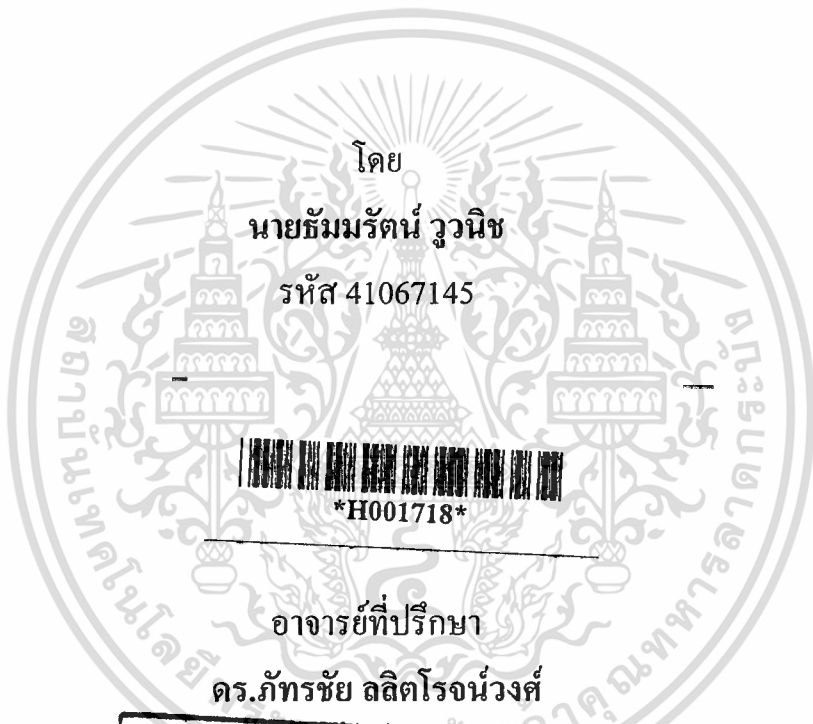 โดย
นายธัมมรัตน์ วูวนิช
รหัส 41067145
*H001718*
อาจารย์ที่ปรึกษา
ดร.ภัทรชัย ลลิตโรจน์วงศ์